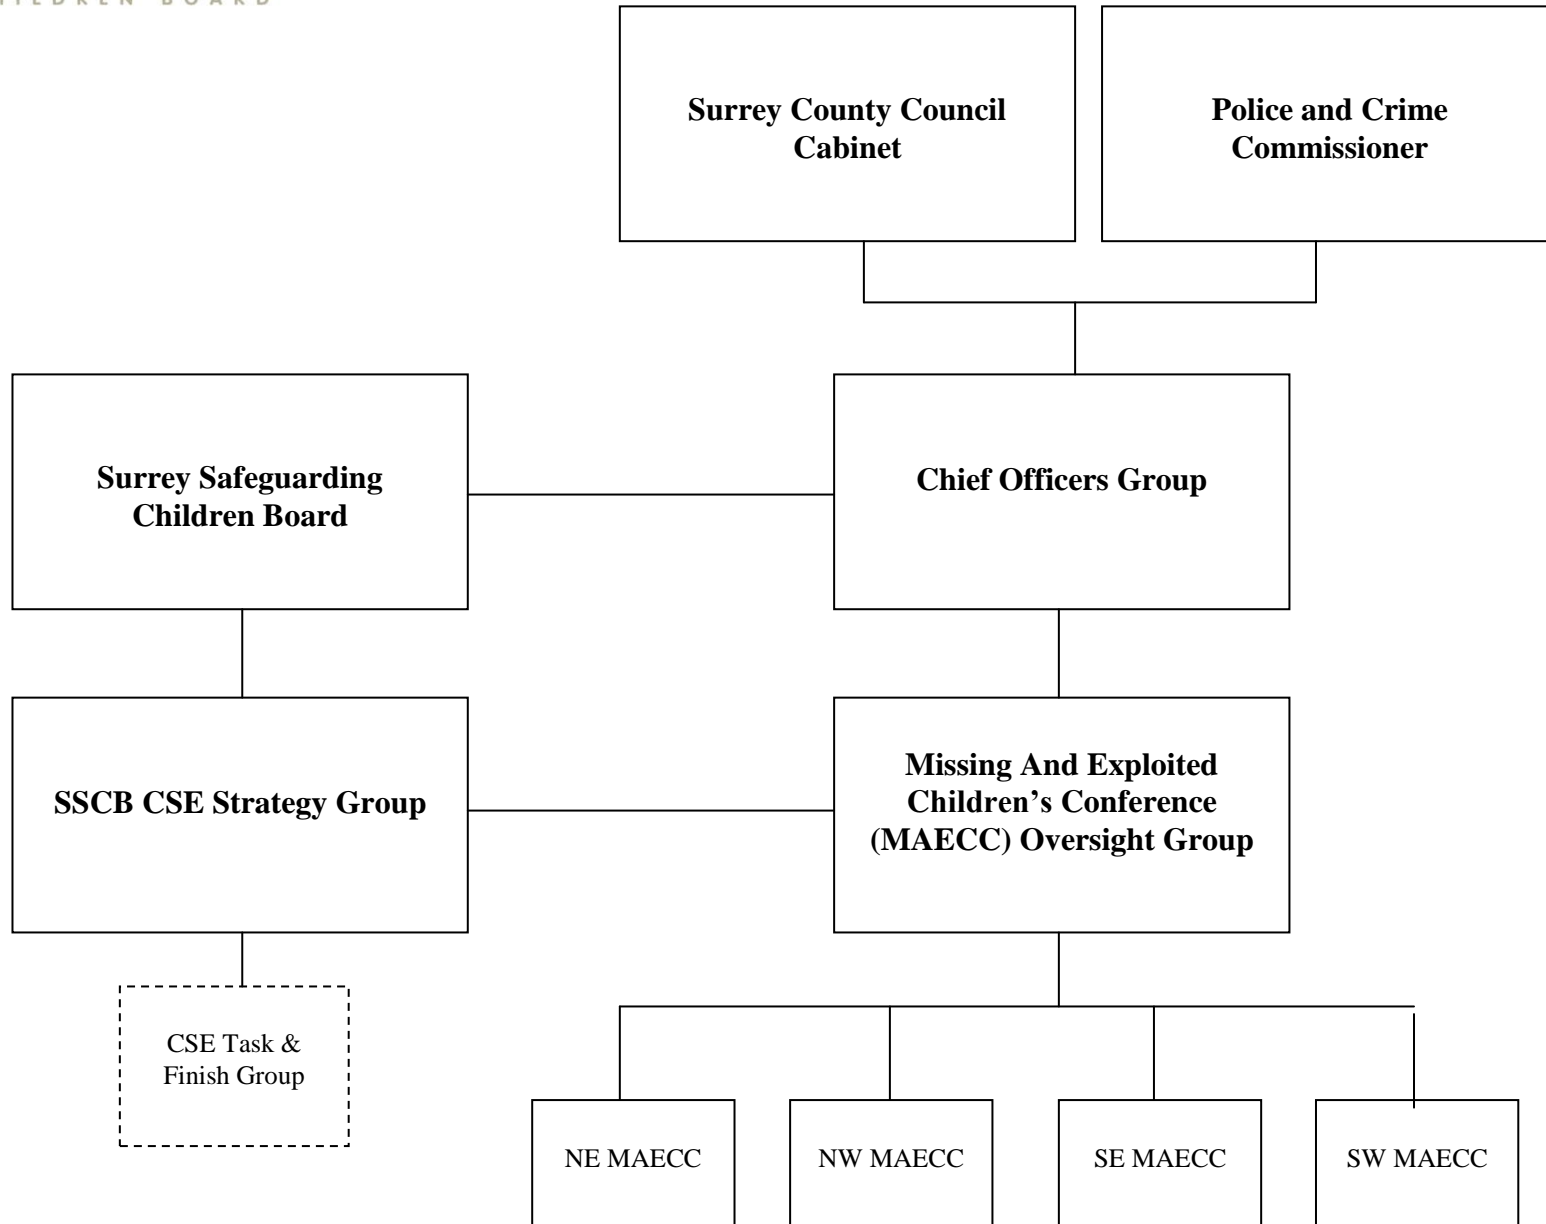 CHILDREN BOARD
Surrey County Council
Cabinet
Police and Crime
Commissioner
Surrey Safeguarding
Children Board
Chief Officers Group
SSCB CSE Strategy Group
Missing And Exploited
Children’s Conference
(MAECC) Oversight Group
CSE Task &
Finish Group
NE MAECC
NW MAECC
SE MAECC
SW MAECC